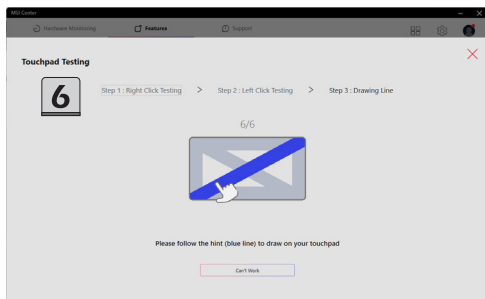 MSI Center
Hardware Monitoring
Features
Support
Touchpad Testing
6
Step 1 : Right Click Testing > Step 2 : Left Click Testing > Step 3 : Drawing Line
6/6
Please follow the hint (blue line) to draw on your touchpad
Can't Work